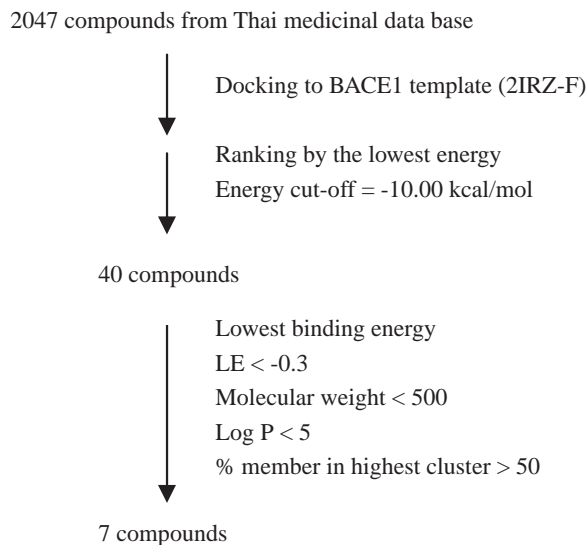 2047 compounds from Thai medicinal data base
Docking to BACE1 template (2IRZ-F)
Ranking by the lowest energy
Energy cut-off = -10.00 kcal/mol
40 compounds
Lowest binding energy
LE < -0.3
Molecular weight < 500
Log P < 5
% member in highest cluster > 50
7 compounds